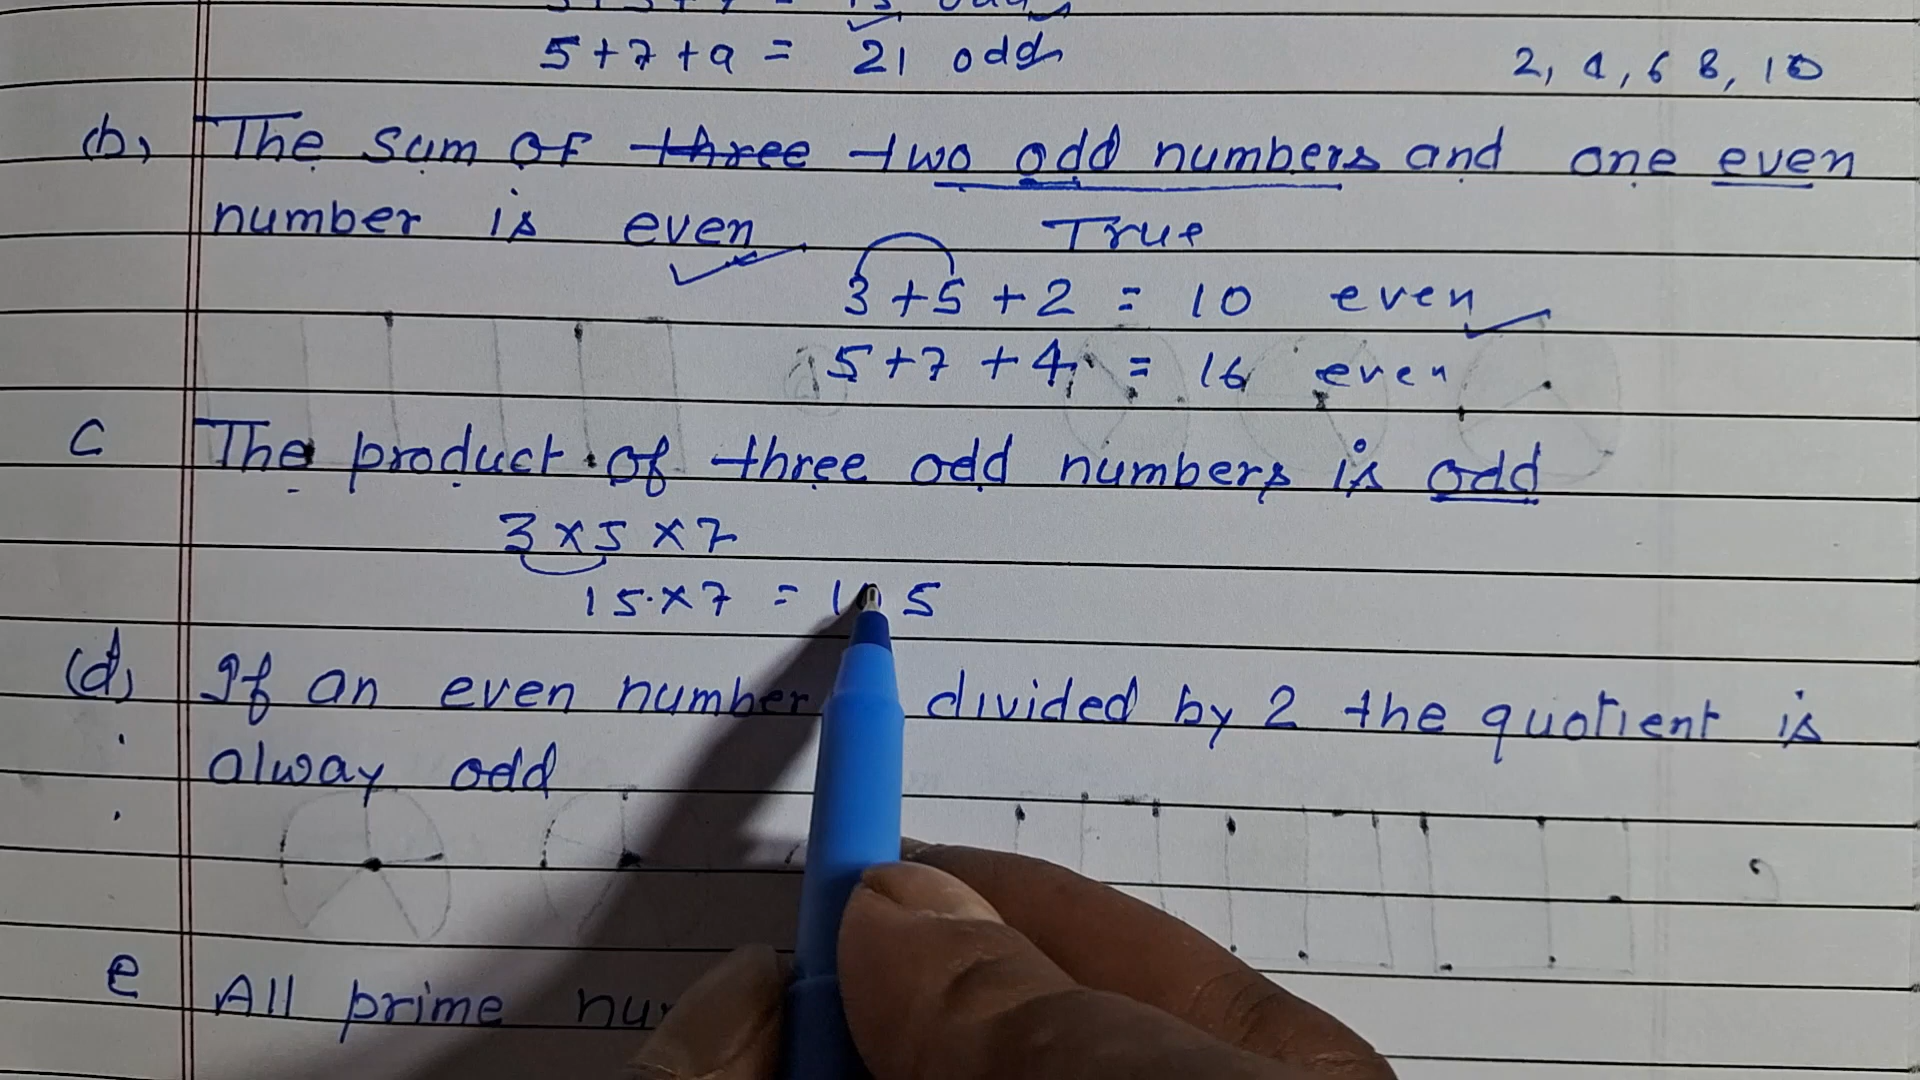 5+7+9 = 21 odd
2, 4, 6 8, 10
(b) The sum of three two odd numbers and one even
number is even True
3+5+2 = 10 even
5+7+4 = 16 even
c The product of three odd numbers is odd
3×5×7
15×7 = 105
(d) If an even number divided by 2 the quotient is
alway odd
e All prime